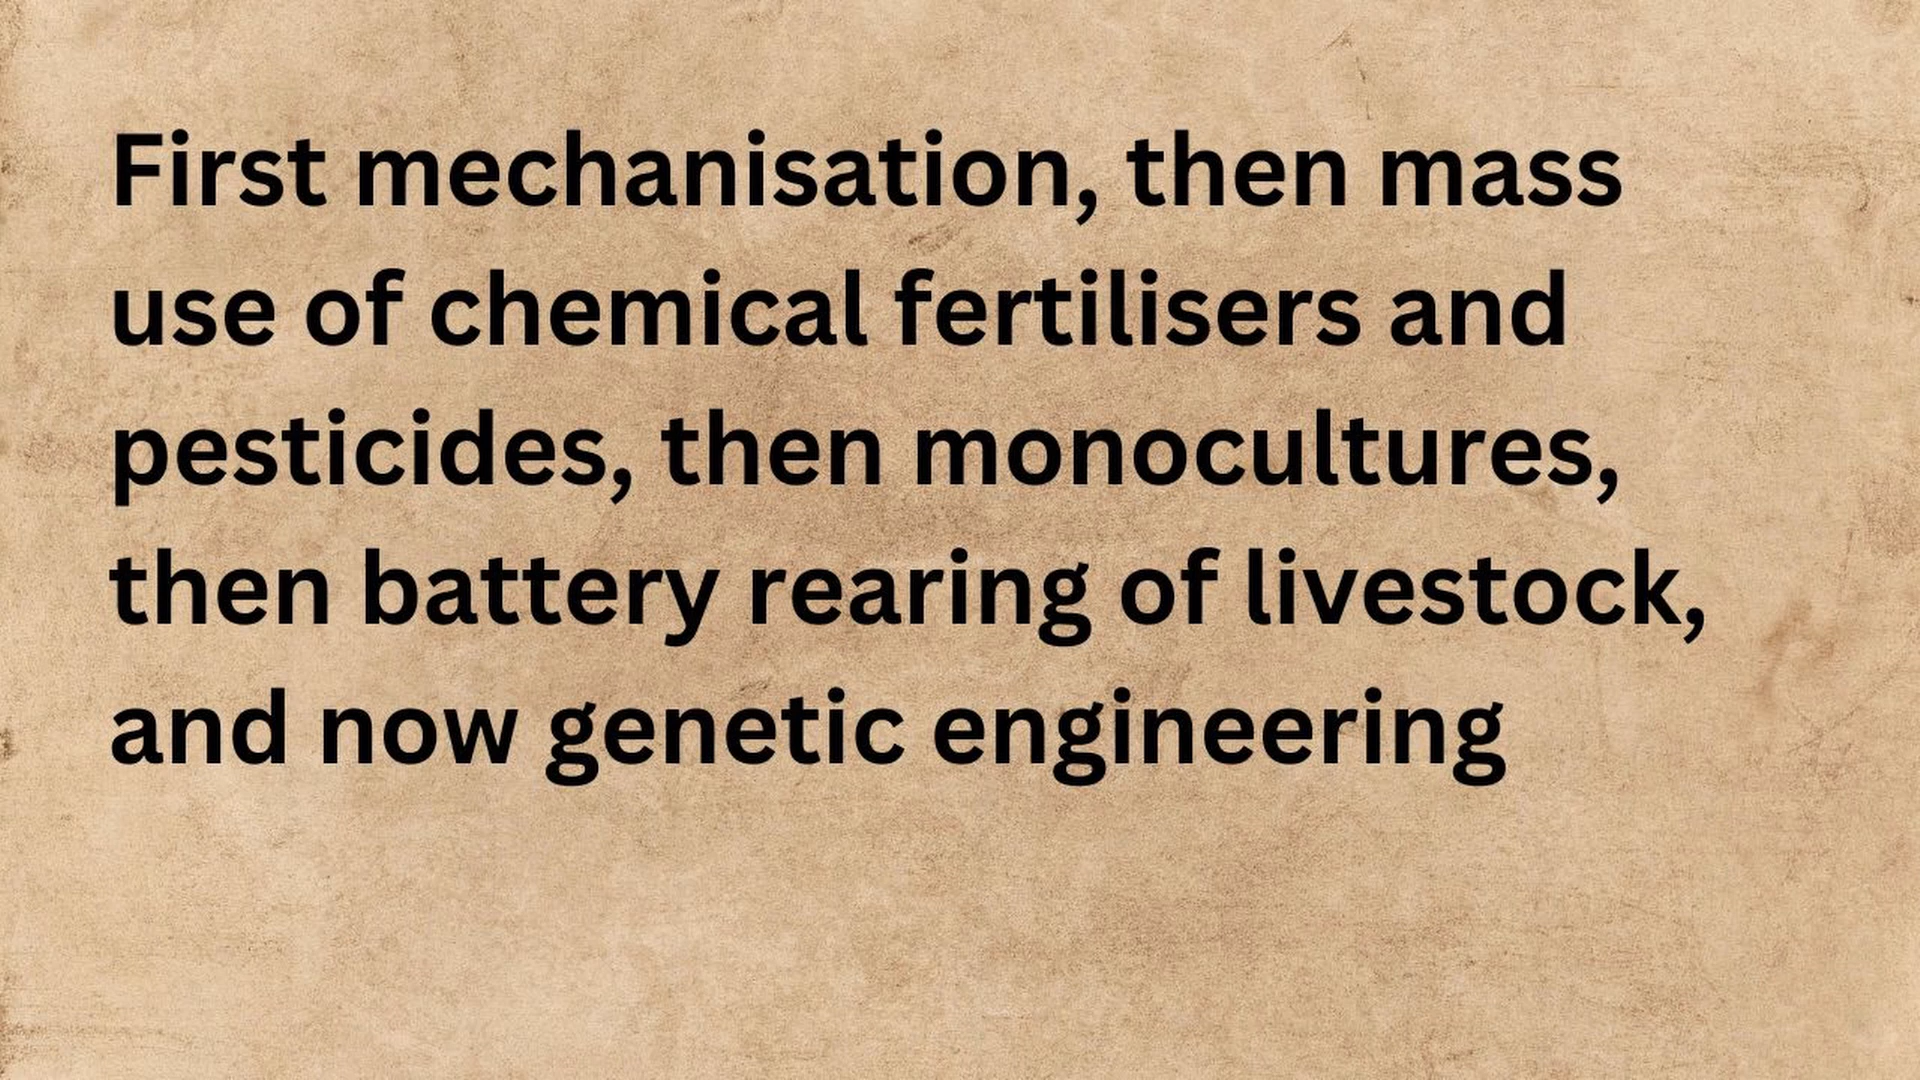 First mechanisation, then mass
use of chemical fertilisers and
pesticides, then monocultures,
then battery rearing of livestock,
and now genetic engineering